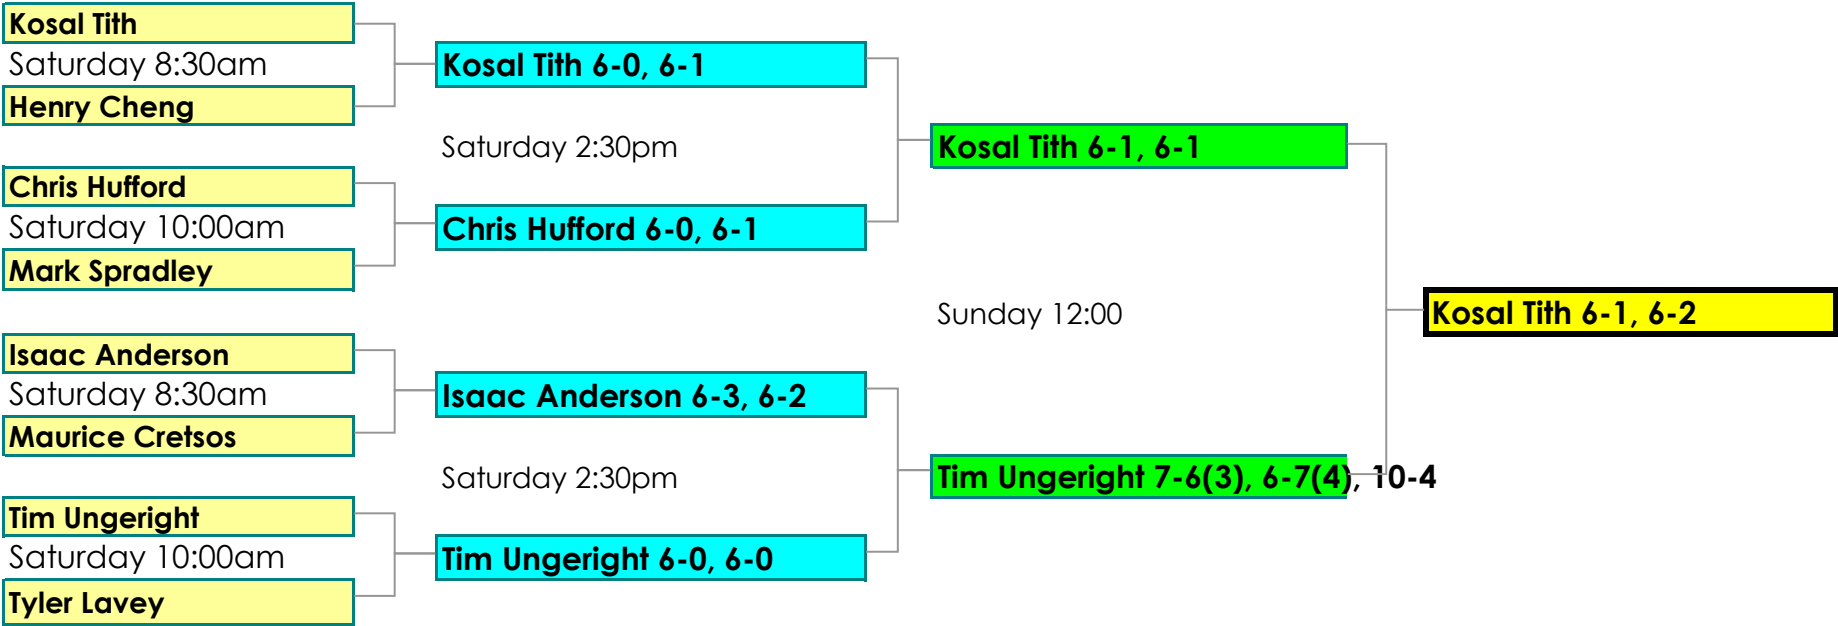 Kosal Tith
Saturday 8:30am
Henry Cheng
Chris Hufford
Saturday 10:00am
Mark Spradley
Isaac Anderson
Saturday 8:30am
Maurice Cretsos
Tim Ungeright
Saturday 10:00am
Tyler Lavey
Kosal Tith 6-0, 6-1
Saturday 2:30pm
Chris Hufford 6-0, 6-1
Isaac Anderson 6-3, 6-2
Saturday 2:30pm
Tim Ungeright 6-0, 6-0
Kosal Tith 6-1, 6-1
Sunday 12:00
Tim Ungeright 7-6(3), 6-7(4), 10-4
Kosal Tith 6-1, 6-2